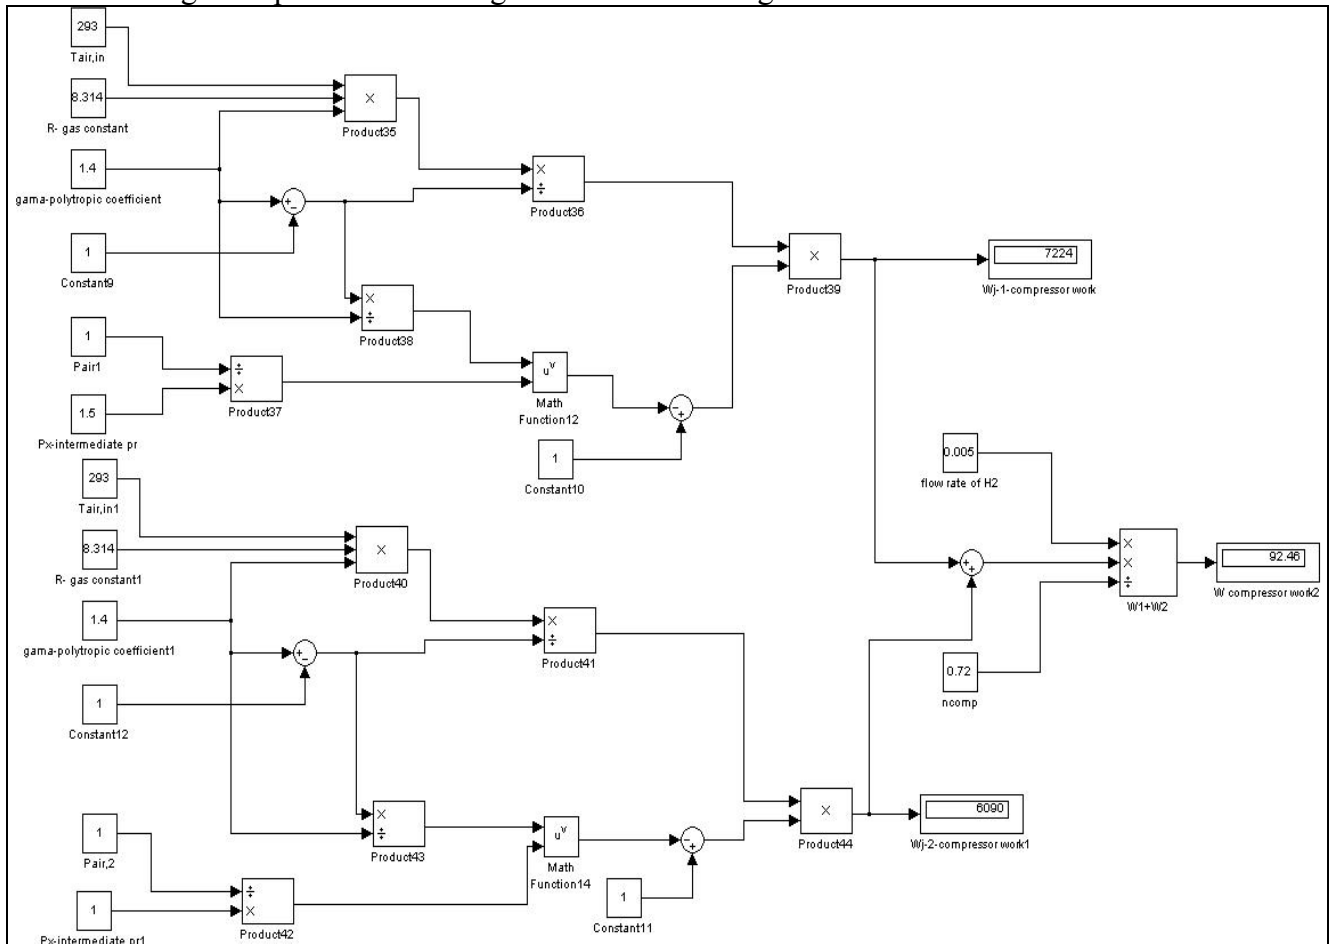 293
Tair,in
8.314
R- gas constant
×
Product35
1.4
gama-polytropic coefficient
×
÷
Product36
+
-
1
Constant9
×
Product39
7224
Wj-1-compressor work
×
÷
Product38
1
Pair1
÷
×
Product37
u^v
Math
Function12
1.5
Px-intermediate pr
-
+
1
Constant10
0.005
flow rate of H2
293
Tair,in1
8.314
R- gas constant1
×
Product40
+
+
×
×
÷
W1+W2
92.46
W compressor work2
1.4
gama-polytropic coefficient1
×
÷
Product41
+
-
0.72
ncomp
1
Constant12
×
Product44
6090
Wj-2-compressor work1
×
÷
Product43
1
Pair,2
u^v
Math
Function14
-
+
1
Constant11
÷
×
Product42
1
Px-intermediate pr1